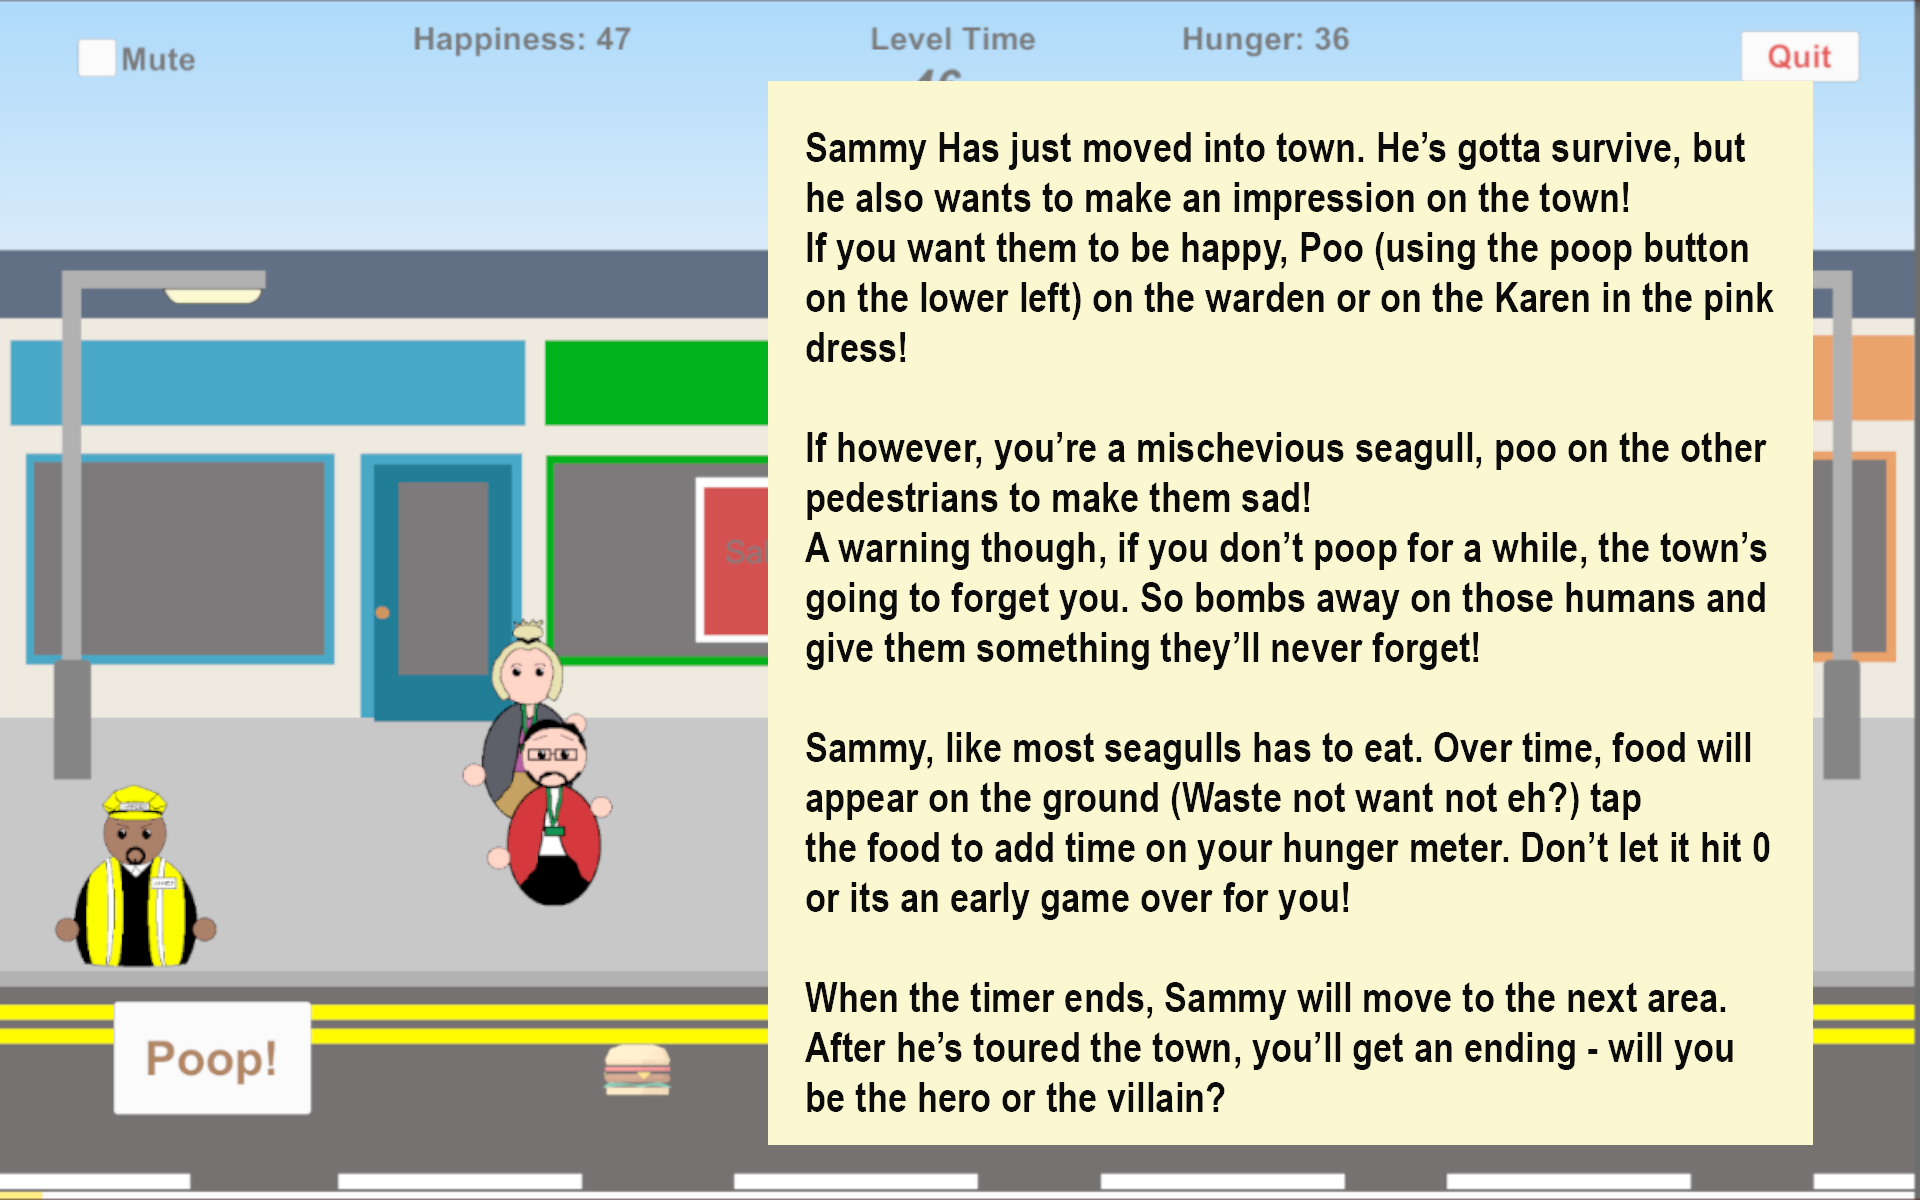 Mute
Happiness: 47
Level Time
Hunger: 36
Quit
Sammy Has just moved into town. He’s gotta survive, but
he also wants to make an impression on the town!
If you want them to be happy, Poo (using the poop button
on the lower left) on the warden or on the Karen in the pink
dress!
If however, you’re a mischevious seagull, poo on the other
pedestrians to make them sad!
A warning though, if you don’t poop for a while, the town’s
going to forget you. So bombs away on those humans and
give them something they’ll never forget!
Sammy, like most seagulls has to eat. Over time, food will
appear on the ground (Waste not want not eh?) tap
the food to add time on your hunger meter. Don’t let it hit 0
or its an early game over for you!
When the timer ends, Sammy will move to the next area.
After he’s toured the town, you’ll get an ending - will you
be the hero or the villain?
Poop!